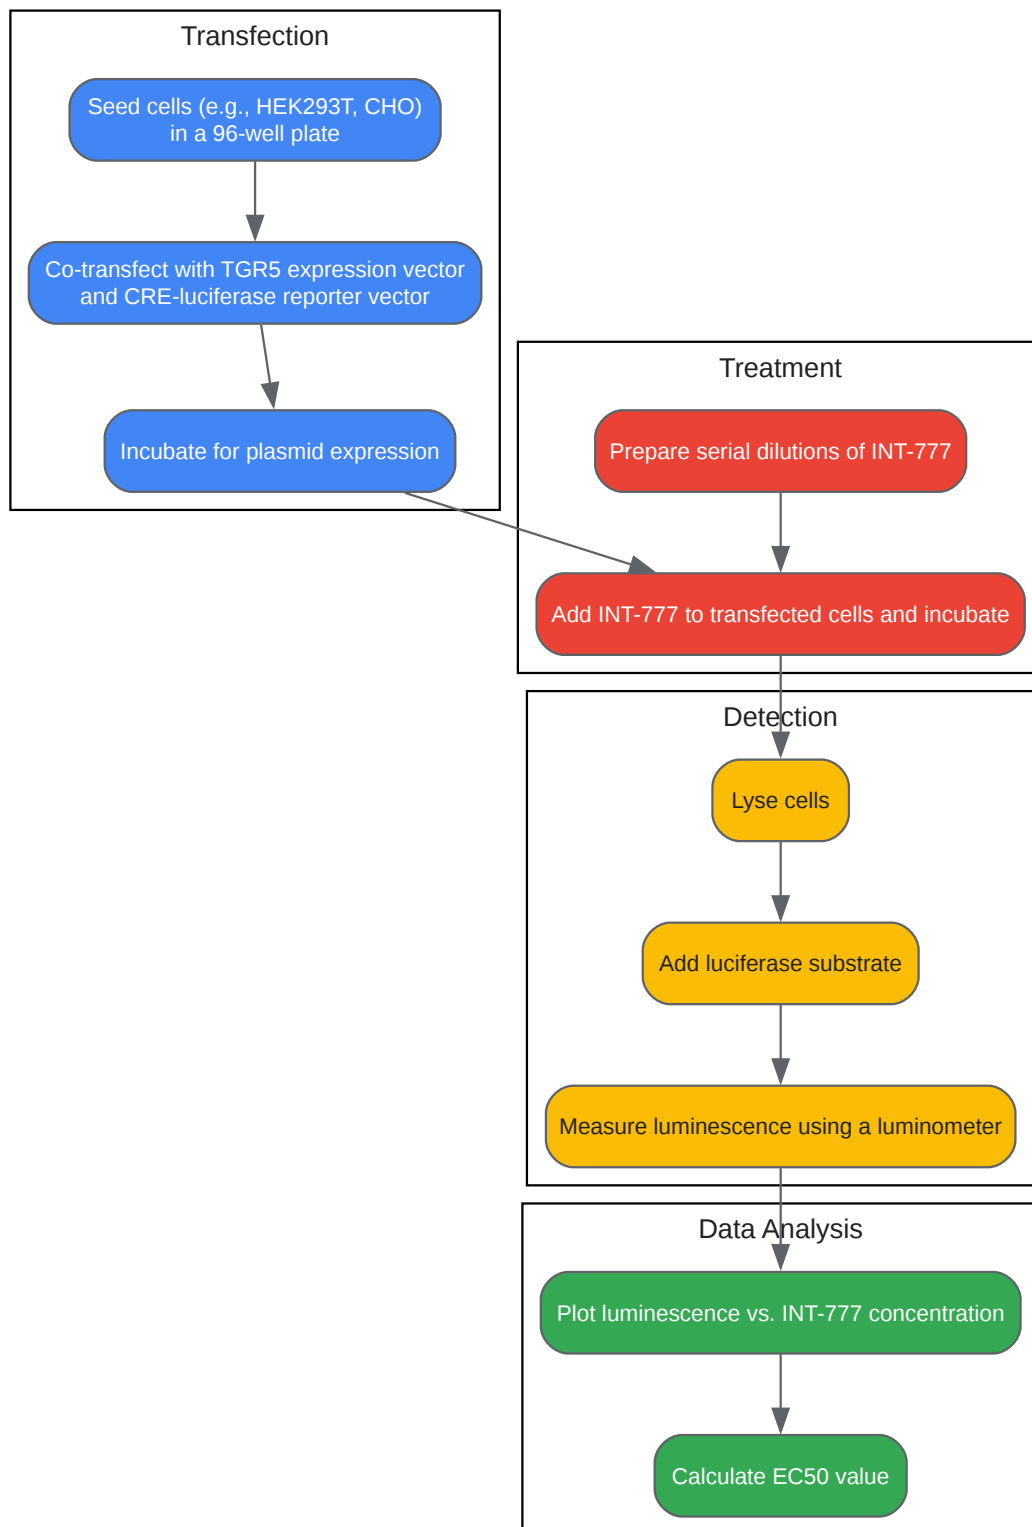 Transfection
Seed cells (e.g., HEK293T, CHO)
in a 96-well plate
Co-transfect with TGR5 expression vector
and CRE-luciferase reporter vector
Incubate for plasmid expression
Treatment
Prepare serial dilutions of INT-777
Add INT-777 to transfected cells and incubate
Detection
Lyse cells
Add luciferase substrate
Measure luminescence using a luminometer
Data Analysis
Plot luminescence vs. INT-777 concentration
Calculate EC50 value